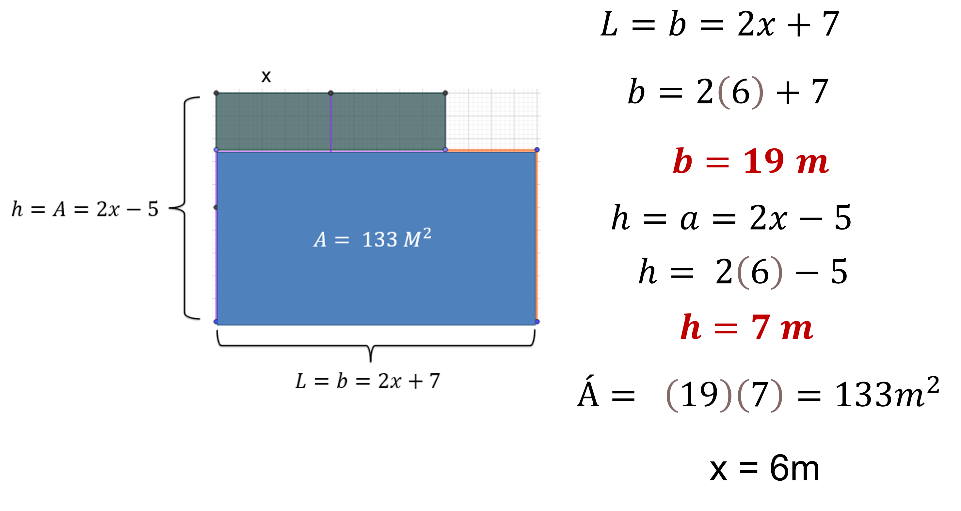 x
h = A = 2x − 5
A = 133 M²
L = b = 2x + 7
L = b = 2x + 7
b = 2(6) + 7
b = 19 m
h = a = 2x − 5
h = 2(6) − 5
h = 7 m
Á = (19)(7) = 133m²
x = 6m